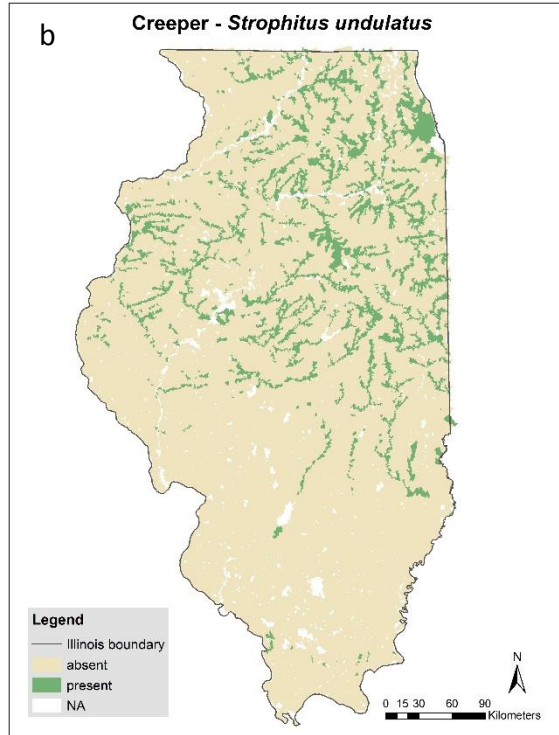 b
Creeper - Strophitus undulatus
Legend
Illinois boundary
absent
present
NA
N
0 15 30 60 90
Kilometers